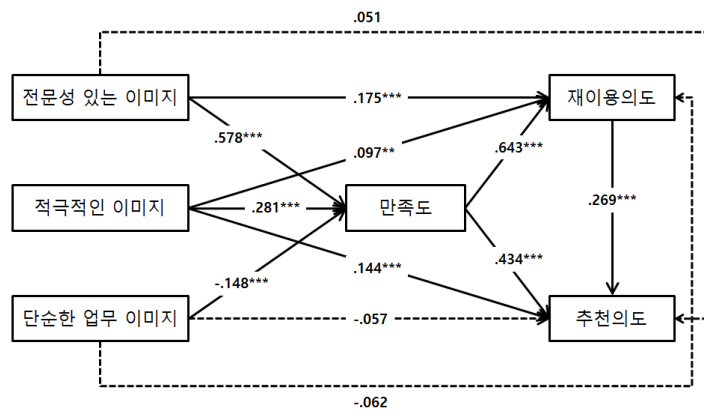 .051
전문성 있는 이미지
.175***
재이용의도
.578***
.097**
.643***
적극적인 이미지
.281***
만족도
.269***
.144***
.434***
-.148***
단순한 업무 이미지
-.057
추천의도
-.062